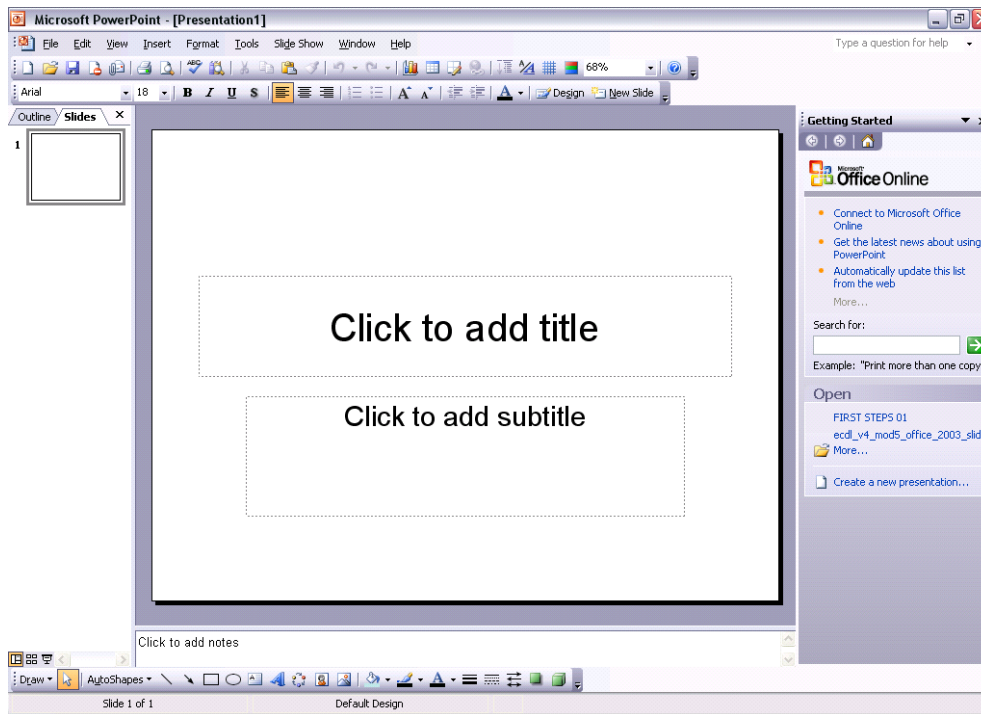 Microsoft PowerPoint - [Presentation1]
File Edit View Insert Format Tools Slide Show Window Help
Type a question for help
68%
Arial 18 B I U S A A A Design New Slide
Outline Slides
1
Click to add title
Click to add subtitle
Click to add notes
Getting Started
Microsoft
Office Online
Connect to Microsoft Office
Online
Get the latest news about using
PowerPoint
Automatically update this list
from the web
More...
Search for:
Example: "Print more than one copy
Open
FIRST STEPS 01
ecdl_v4_mod5_office_2003_slid
More...
Create a new presentation...
Draw AutoShapes
Slide 1 of 1 Default Design